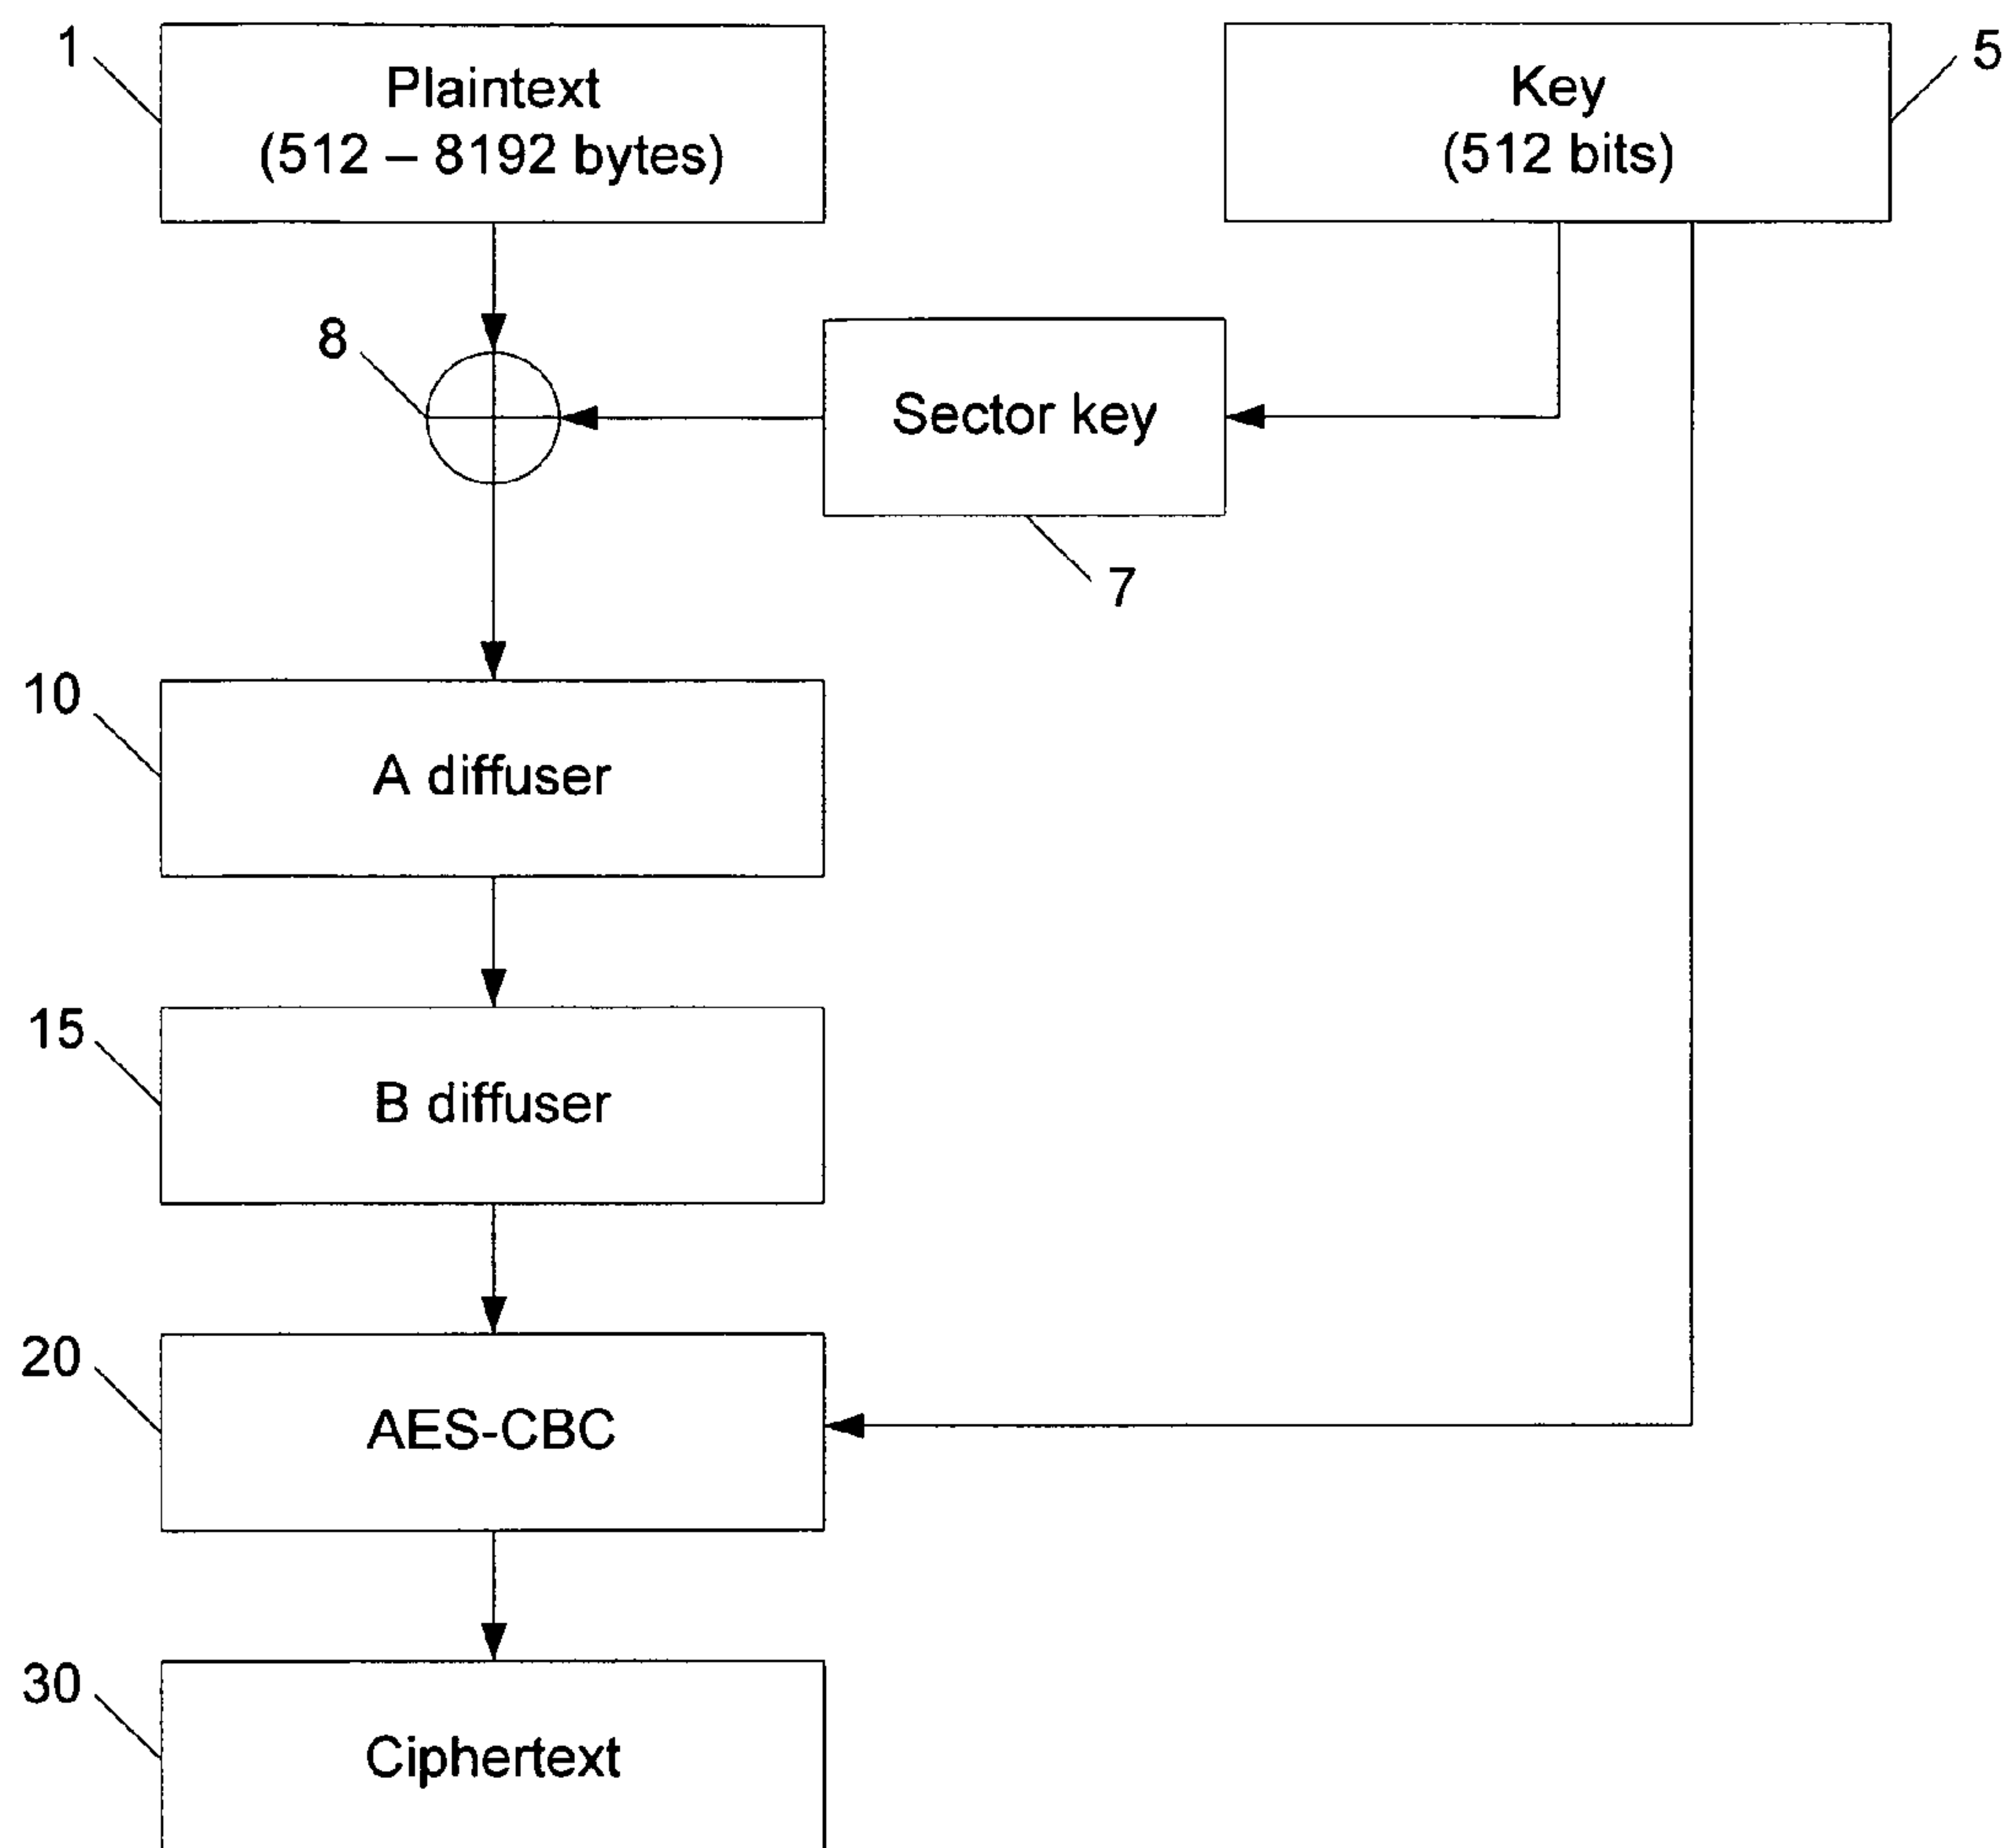 1
Plaintext
(512 – 8192 bytes)
Key
(512 bits)
5
8
Sector key
7
10
A diffuser
15
B diffuser
20
AES-CBC
30
Ciphertext